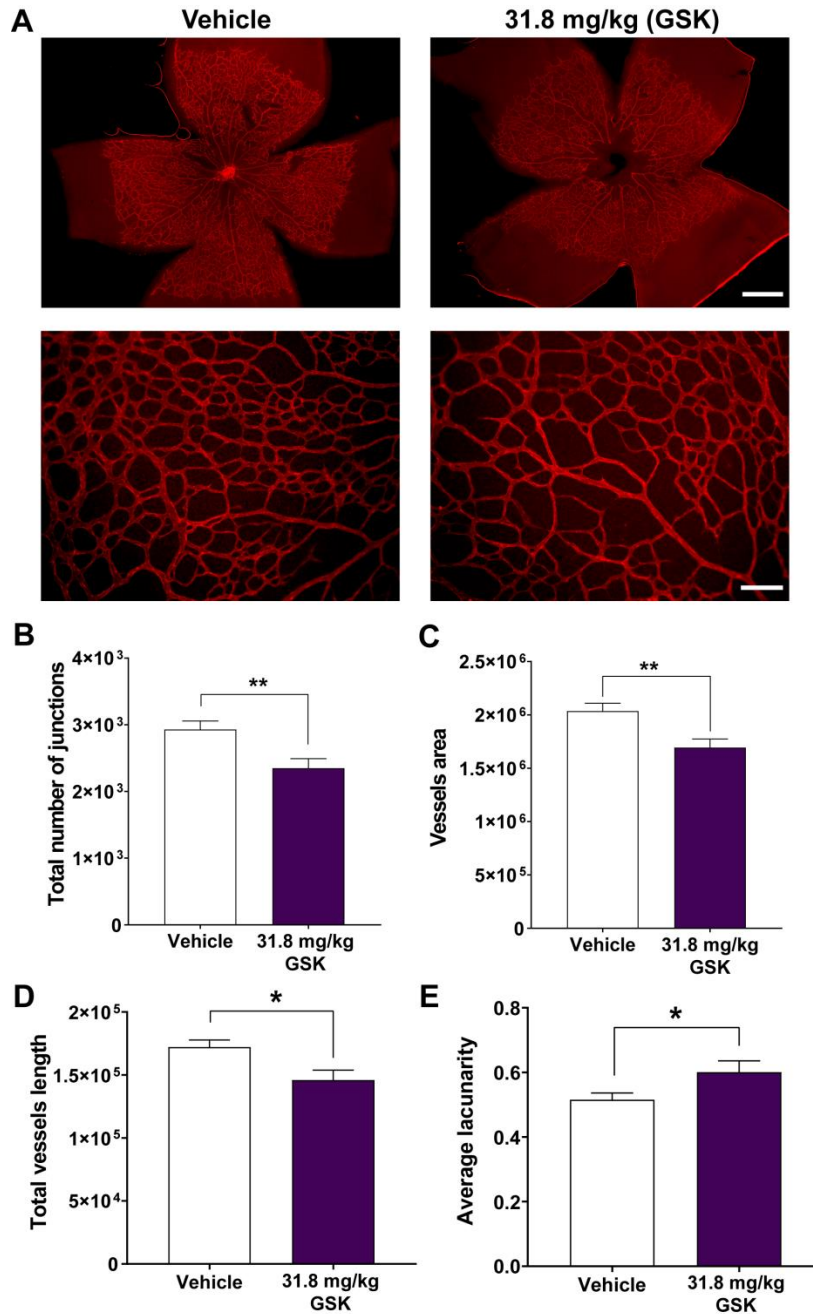 A
Vehicle
31.8 mg/kg (GSK)
B
Total number of junctions
4×10³
3×10³
2×10³
1×10³
0
**
Vehicle
31.8 mg/kg
GSK
C
Vessels area
2.5×10⁶
2×10⁶
1.5×10⁶
1×10⁶
5×10⁵
0
**
Vehicle
31.8 mg/kg
GSK
D
Total vessels length
2×10⁵
1.5×10⁵
1×10⁵
5×10⁴
0
*
Vehicle
31.8 mg/kg
GSK
E
Average lacunarity
0.8
0.6
0.4
0.2
0.0
*
Vehicle
31.8 mg/kg
GSK